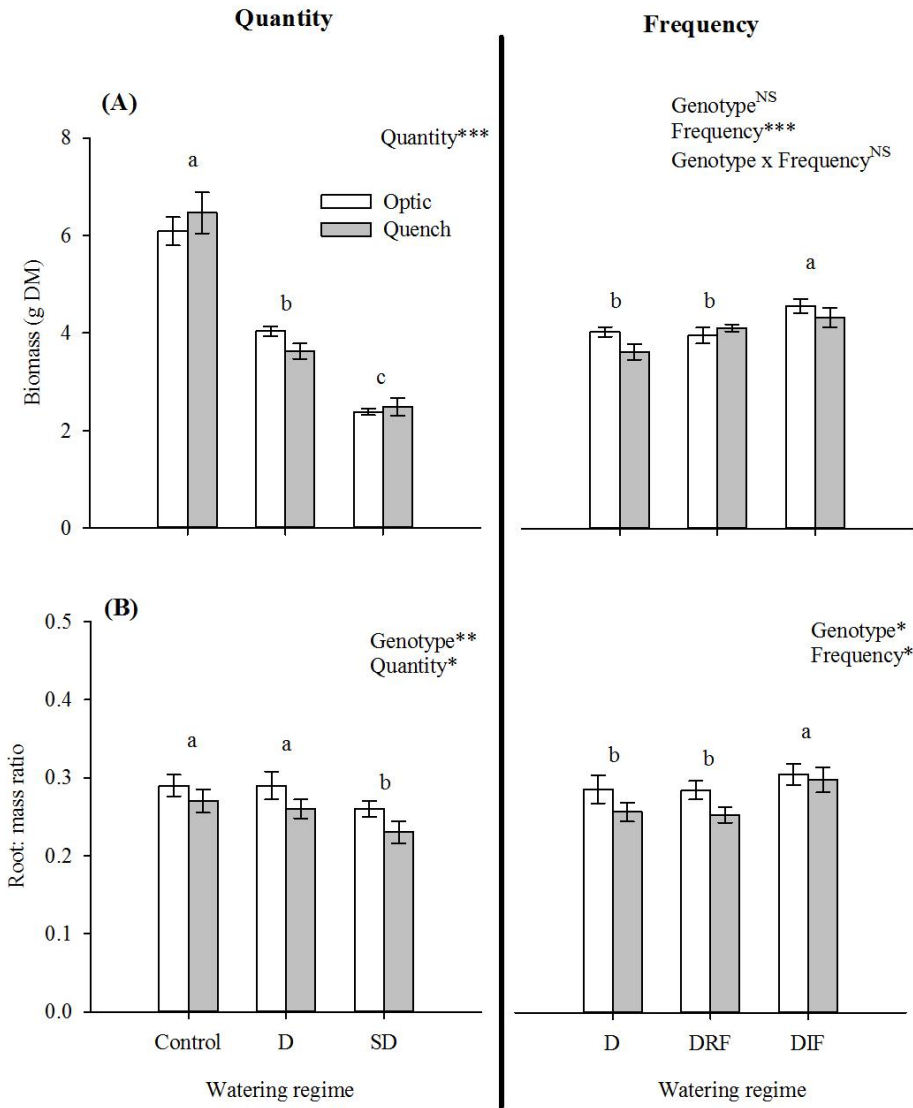 Quantity
Frequency
(A)
Quantity***
Genotype^NS
Frequency***
Genotype x Frequency^NS
Optic
Quench
Biomass (g DM)
8
6
4
2
0
a
b
c
b
b
a
(B)
Genotype**
Quantity*
Genotype*
Frequency*
Root: mass ratio
0.5
0.4
0.3
0.2
0.1
0.0
a
a
b
b
b
a
Control D SD
D DRF DIF
Watering regime
Watering regime